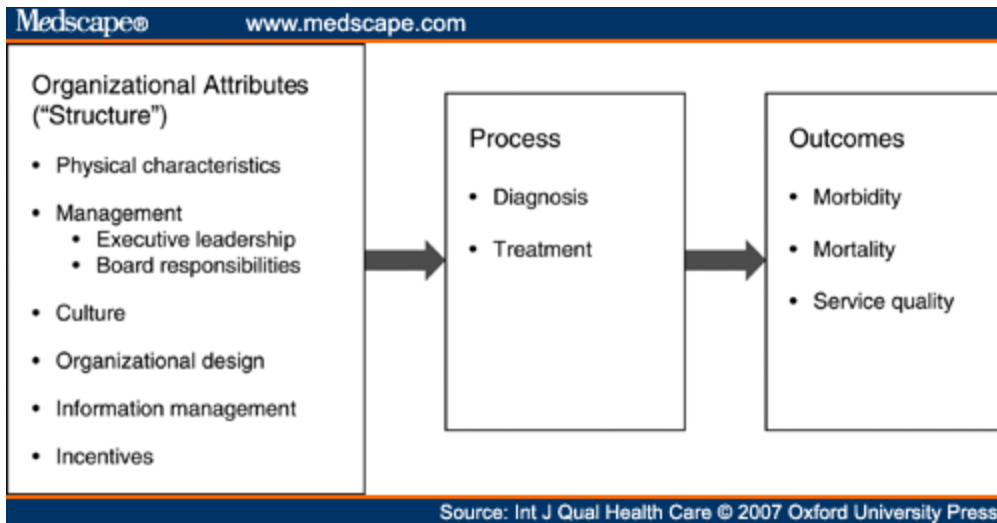 Medscape® www.medscape.com
Organizational Attributes
(“Structure”)
• Physical characteristics
• Management
• Executive leadership
• Board responsibilities
• Culture
• Organizational design
• Information management
• Incentives
Process
• Diagnosis
• Treatment
Outcomes
• Morbidity
• Mortality
• Service quality
Source: Int J Qual Health Care © 2007 Oxford University Press